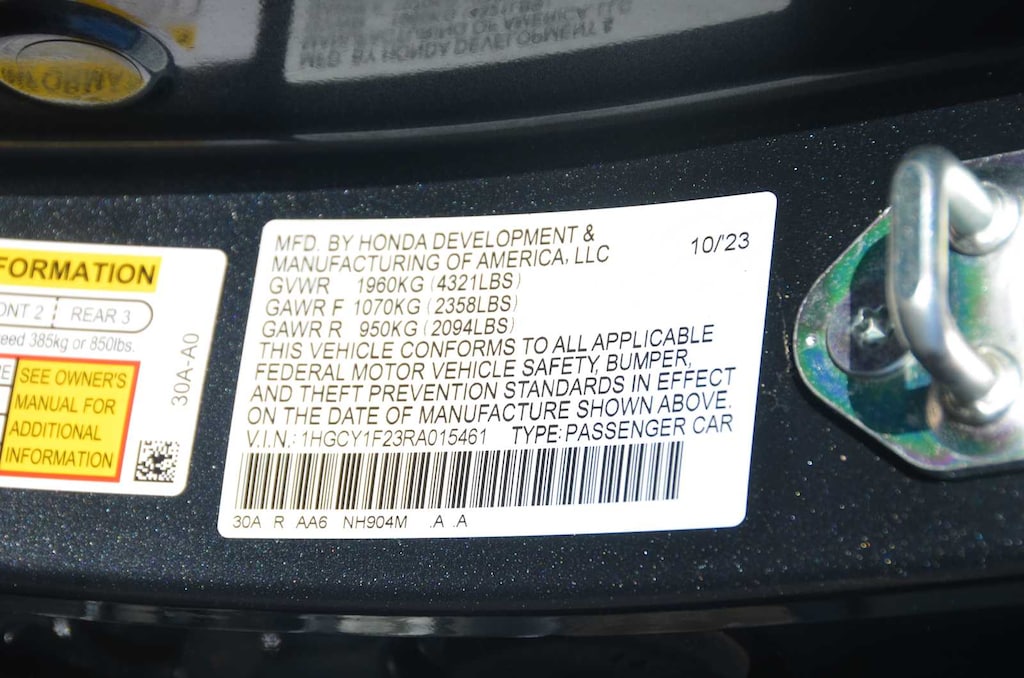 MFD. BY HONDA DEVELOPMENT &
MANUFACTURING OF AMERICA, LLC
10/'23
GVWR 1960KG (4321LBS)
GAWR F 1070KG (2358LBS)
GAWR R 950KG (2094LBS)
THIS VEHICLE CONFORMS TO ALL APPLICABLE
FEDERAL MOTOR VEHICLE SAFETY, BUMPER,
AND THEFT PREVENTION STANDARDS IN EFFECT
ON THE DATE OF MANUFACTURE SHOWN ABOVE.
V.I.N.: 1HGCY1F23RA015461 TYPE: PASSENGER CAR
30A R AA6 NH904M .A .A
FORMATION
ONT 2 REAR 3
eed 385kg or 850lbs.
SEE OWNER'S
MANUAL FOR
ADDITIONAL
INFORMATION
30A-A0